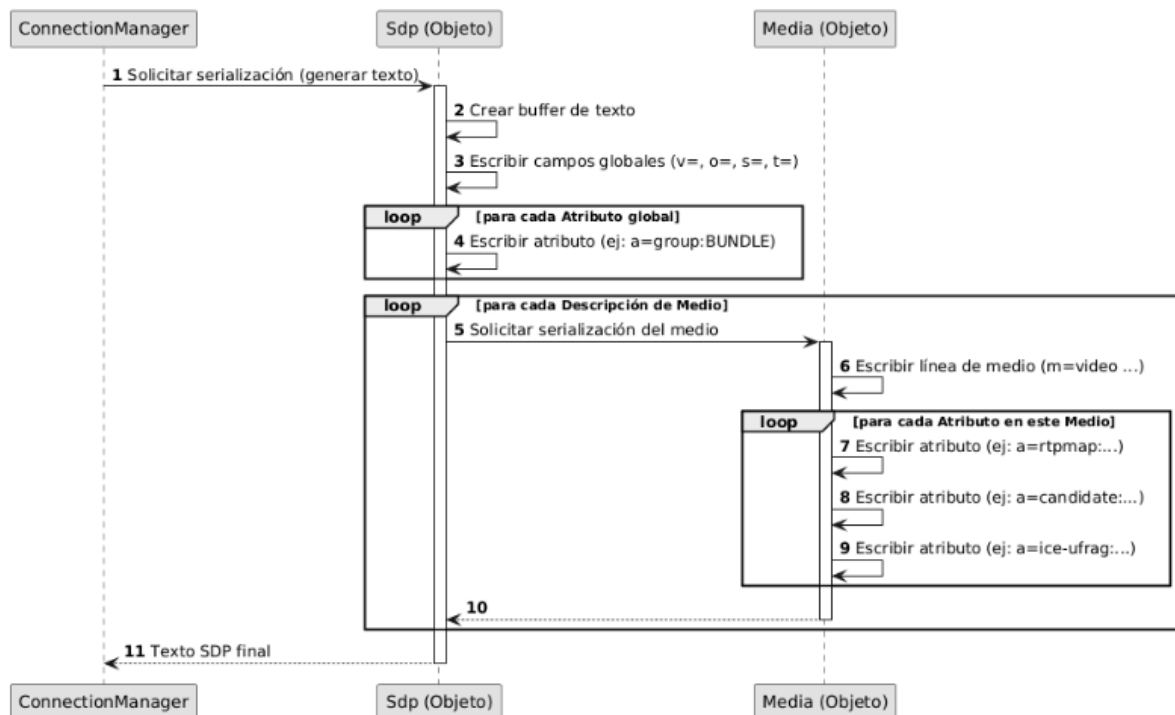 ConnectionManager
Sdp (Objeto)
Media (Objeto)
1 Solicitar serialización (generar texto)
2 Crear buffer de texto
3 Escribir campos globales (v=, o=, s=, t=)
loop [para cada Atributo global]
4 Escribir atributo (ej: a=group:BUNDLE)
loop [para cada Descripción de Medio]
5 Solicitar serialización del medio
6 Escribir línea de medio (m=video ...)
loop [para cada Atributo en este Medio]
7 Escribir atributo (ej: a=rtpmap:...)
8 Escribir atributo (ej: a=candidate:...)
9 Escribir atributo (ej: a=ice-ufrag:...)
10
11 Texto SDP final
ConnectionManager
Sdp (Objeto)
Media (Objeto)